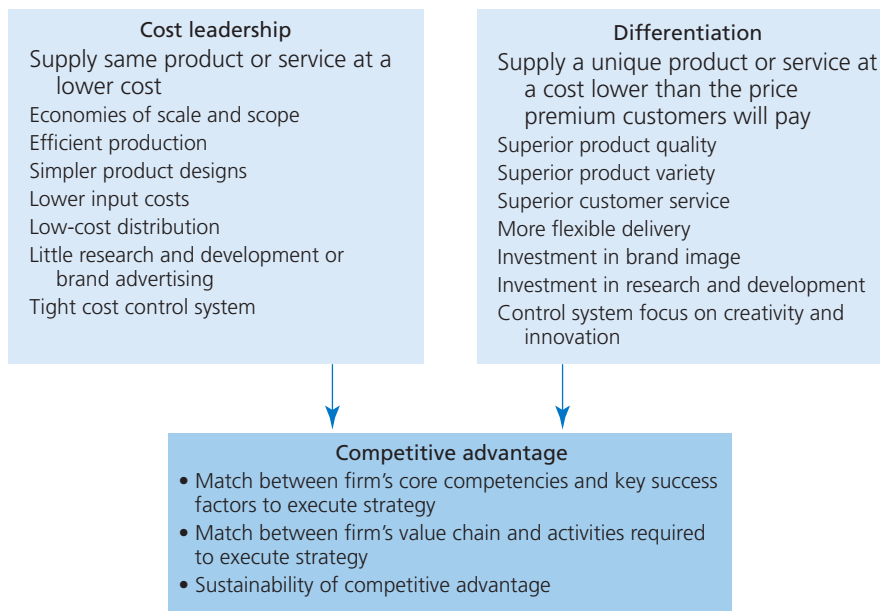 Cost leadership
Supply same product or service at a
lower cost
Economies of scale and scope
Efficient production
Simpler product designs
Lower input costs
Low-cost distribution
Little research and development or
brand advertising
Tight cost control system
Differentiation
Supply a unique product or service at
a cost lower than the price
premium customers will pay
Superior product quality
Superior product variety
Superior customer service
More flexible delivery
Investment in brand image
Investment in research and development
Control system focus on creativity and
innovation
Competitive advantage
• Match between firm’s core competencies and key success
factors to execute strategy
• Match between firm’s value chain and activities required
to execute strategy
• Sustainability of competitive advantage